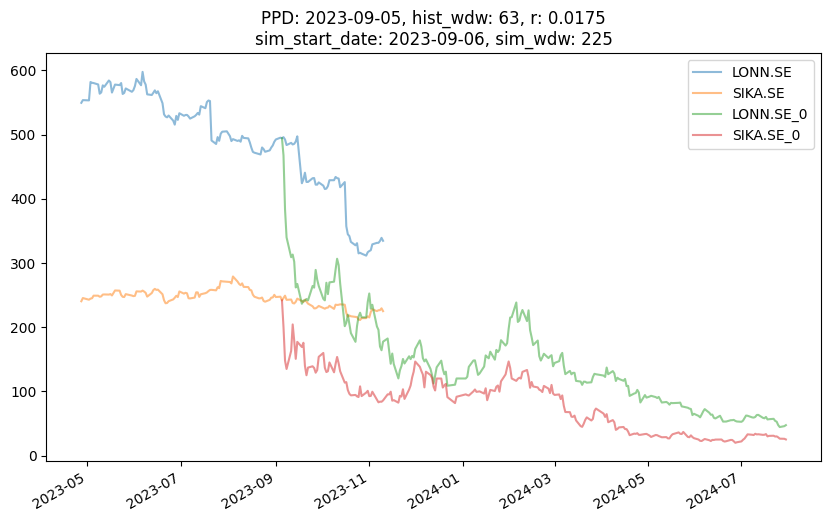 PPD: 2023-09-05, hist_wdw: 63, r: 0.0175
sim_start_date: 2023-09-06, sim_wdw: 225
LONN.SE
SIKA.SE
LONN.SE_0
SIKA.SE_0
600
500
400
300
200
100
0
2023-05
2023-07
2023-09
2023-11
2024-01
2024-03
2024-05
2024-07